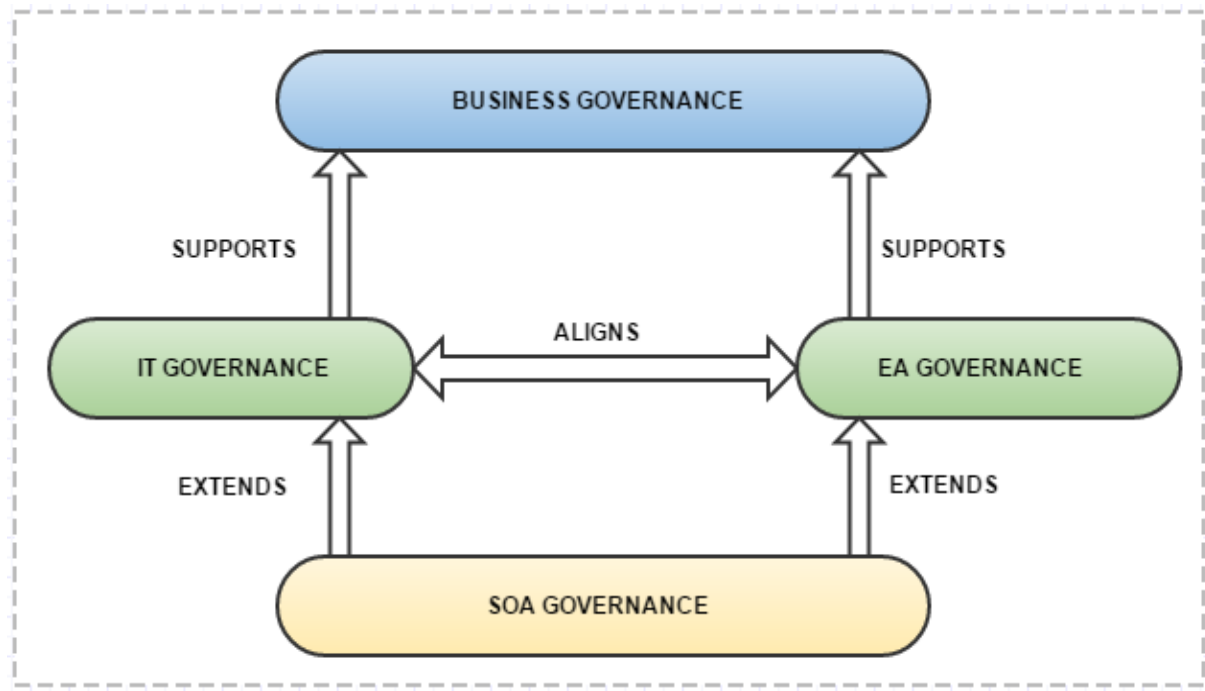 BUSINESS GOVERNANCE
SUPPORTS
SUPPORTS
ALIGNS
IT GOVERNANCE
EA GOVERNANCE
EXTENDS
EXTENDS
SOA GOVERNANCE